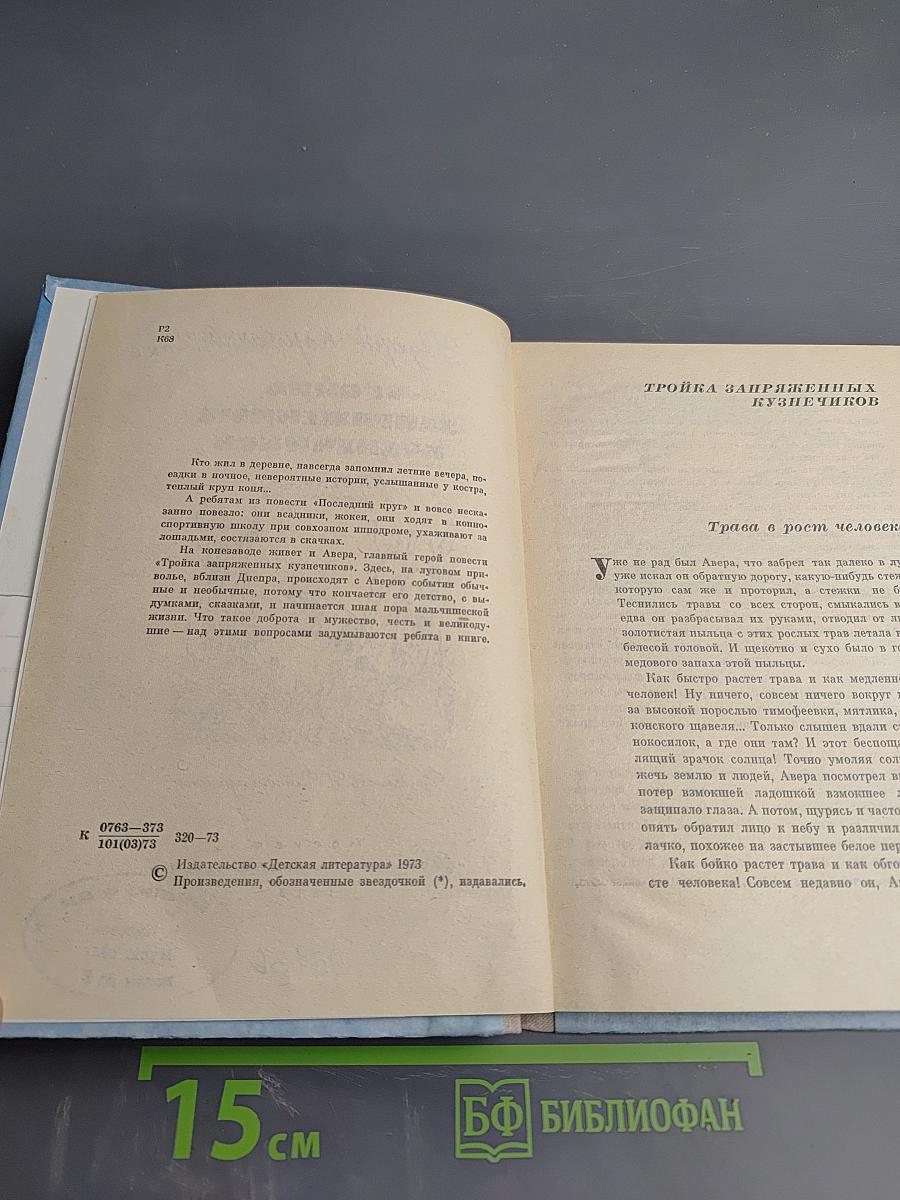 Р2
К68
Кто жил в деревне, навсегда запомнил летние вечера, по-
ездки в ночное, невероятные истории, услышанные у костра,
теплый круп коня...
А ребятам из повести «Последний круг» и вовсе неска-
занно повезло: они всадники, жокеи, они ходят в конно-
спортивную школу при совхозном ипподроме, ухаживают за
лошадьми, состязаются в скачках.
На конезаводе живет и Авера, главный герой повести
«Тройка запряженных кузнечиков». Здесь, на луговом при-
волье, вблизи Днепра, происходят с Аверою события обыч-
ные и необычные, потому что кончается его детство, с вы-
думками, сказками, и начинается иная пора мальчишеской
жизни. Что такое доброта и мужество, честь и великоду-
шие — над этими вопросами задумываются ребята в книге.
К 0763—373
101(03)73 320—73
© Издательство «Детская литература» 1973
Произведения, обозначенные звездочкой (*), издавались.
ТРОЙКА ЗАПРЯЖЕННЫХ
КУЗНЕЧИКОВ
Трава в рост человек
Уже не рад был Авера, что забрел так далеко в лу
уже искал он обратную дорогу, какую-нибудь стеж
которую сам же и проторил, а стежки не б
Теснились травы со всех сторон, смыкались в
едва он разбрасывал их руками, отводил от ли
золотистая пыльца с этих рослых трав летала н
белесой головой. И щекотно и сухо было в го
медового запаха этой пыльцы.
Как быстро растет трава и как медленн
человек! Ну ничего, совсем ничего вокруг
за высокой порослью тимофеевки, мятлика,
конского щавеля... Только слышен вдали с
нокосилок, а где они там? И этот беспоща
лящий зрачок солнца! Точно умоляя солн
жечь землю и людей, Авера посмотрел в
потер взмокшей ладошкой взмокшее л
защипало глаза. А потом, щурясь и часто
опять обратил лицо к небу и различил
лачко, похожее на застывшее белое пер
Как бойко растет трава и как обго
сте человека! Совсем недавно он, А
15 см
БФ БИБЛИОФАН